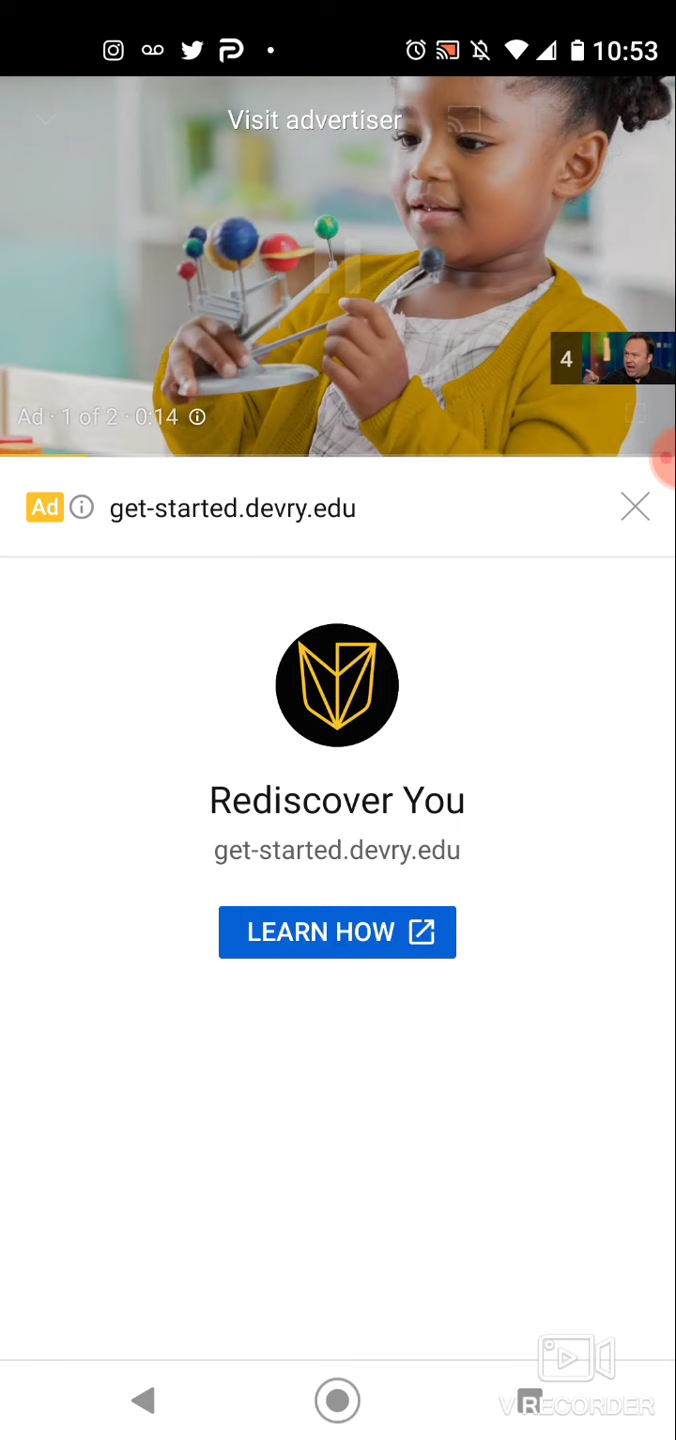 10:53
Visit advertiser
4
Ad · 1 of 2 · 0:14
Ad get-started.devry.edu
Rediscover You
get-started.devry.edu
LEARN HOW
VRECORDER